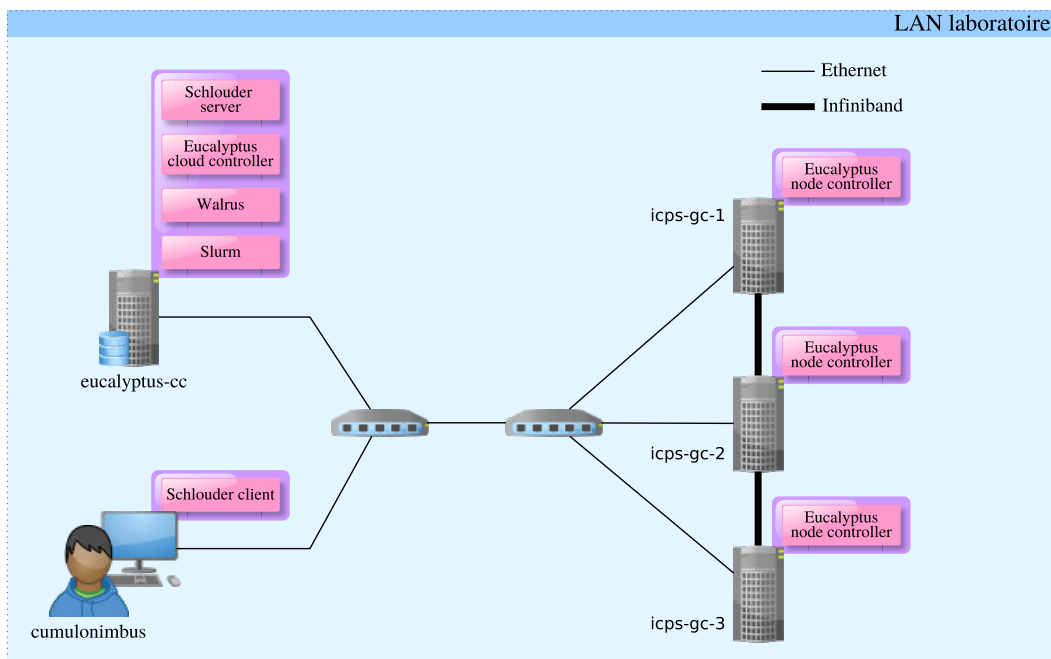 LAN laboratoire
Ethernet
Infiniband
Schlouder
server
Eucalyptus
cloud controller
Walrus
Slurm
eucalyptus-cc
Schlouder client
cumulonimbus
Eucalyptus
node controller
icps-gc-1
Eucalyptus
node controller
icps-gc-2
Eucalyptus
node controller
icps-gc-3